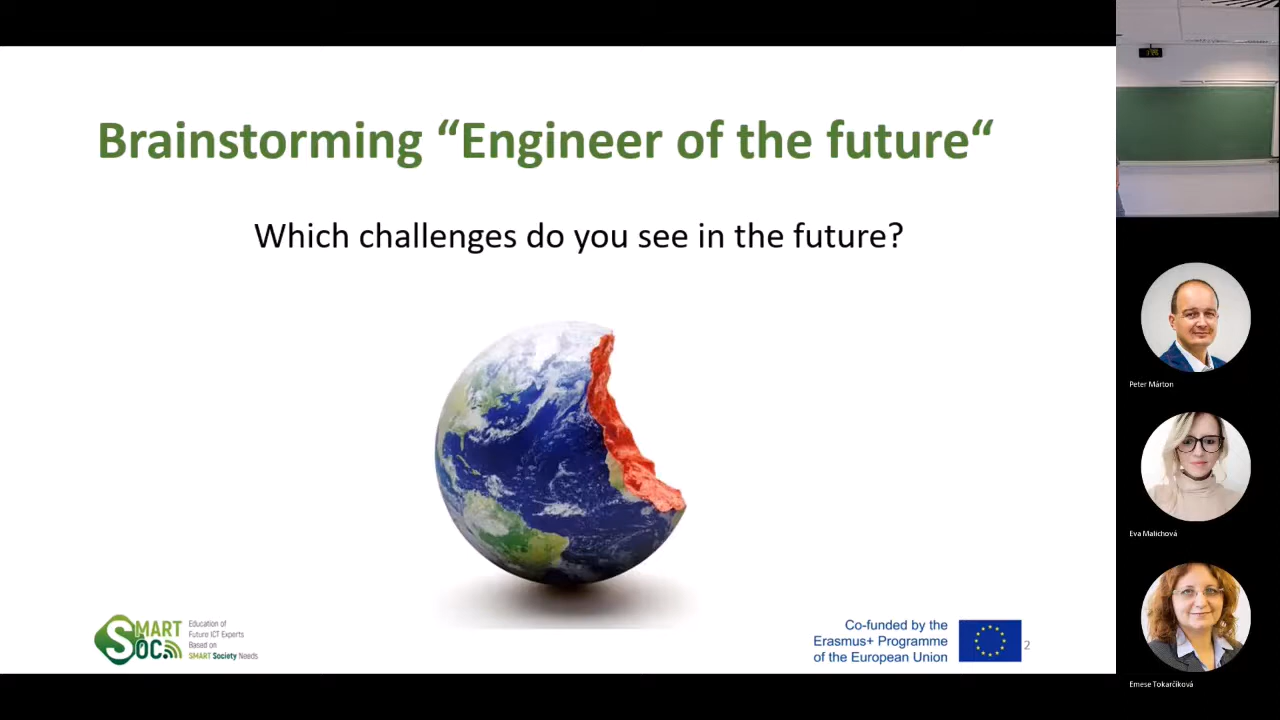 Brainstorming “Engineer of the future“
Which challenges do you see in the future?
SMART
SOC
Education of
Future ICT Experts
Based on
SMART Society Needs
Co-funded by the
Erasmus+ Programme
of the European Union
2
Peter Márton
Eva Malichová
Emese Tokarčíková